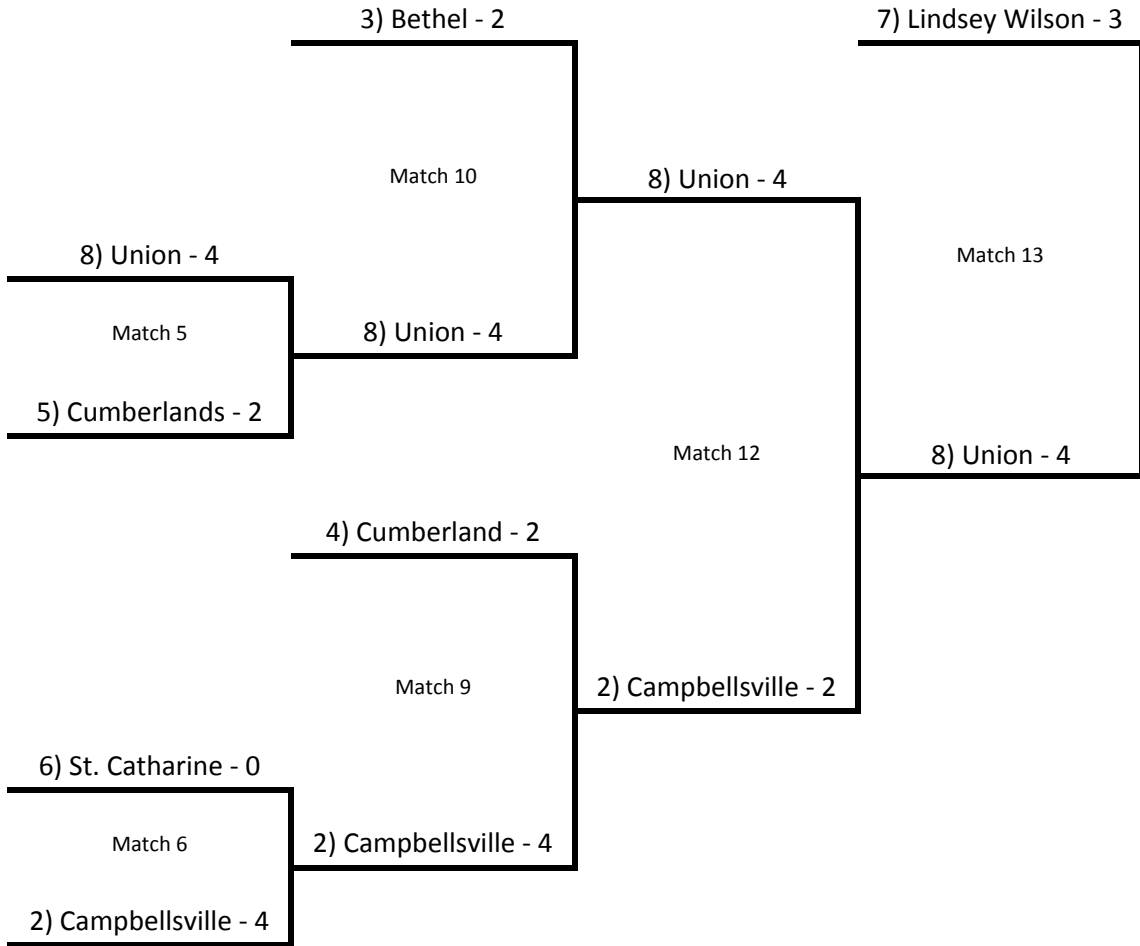 3) Bethel - 2
7) Lindsey Wilson - 3
Match 10
8) Union - 4
8) Union - 4
Match 13
Match 5
8) Union - 4
5) Cumberlands - 2
Match 12
8) Union - 4
4) Cumberland - 2
Match 9
2) Campbellsville - 2
6) St. Catharine - 0
Match 6
2) Campbellsville - 4
2) Campbellsville - 4